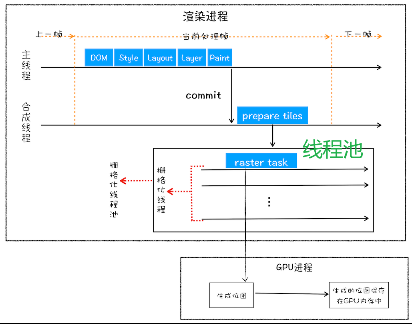 渲染进程
上一帧
当前处理帧
下一帧
主线程
DOM
Style
Layout
Layer
Paint
commit
合成线程
prepare tiles
线程池
raster task
栅格化线程池
栅格化线程
...
GPU进程
生成位图
生成的位图保存
在GPU内存中